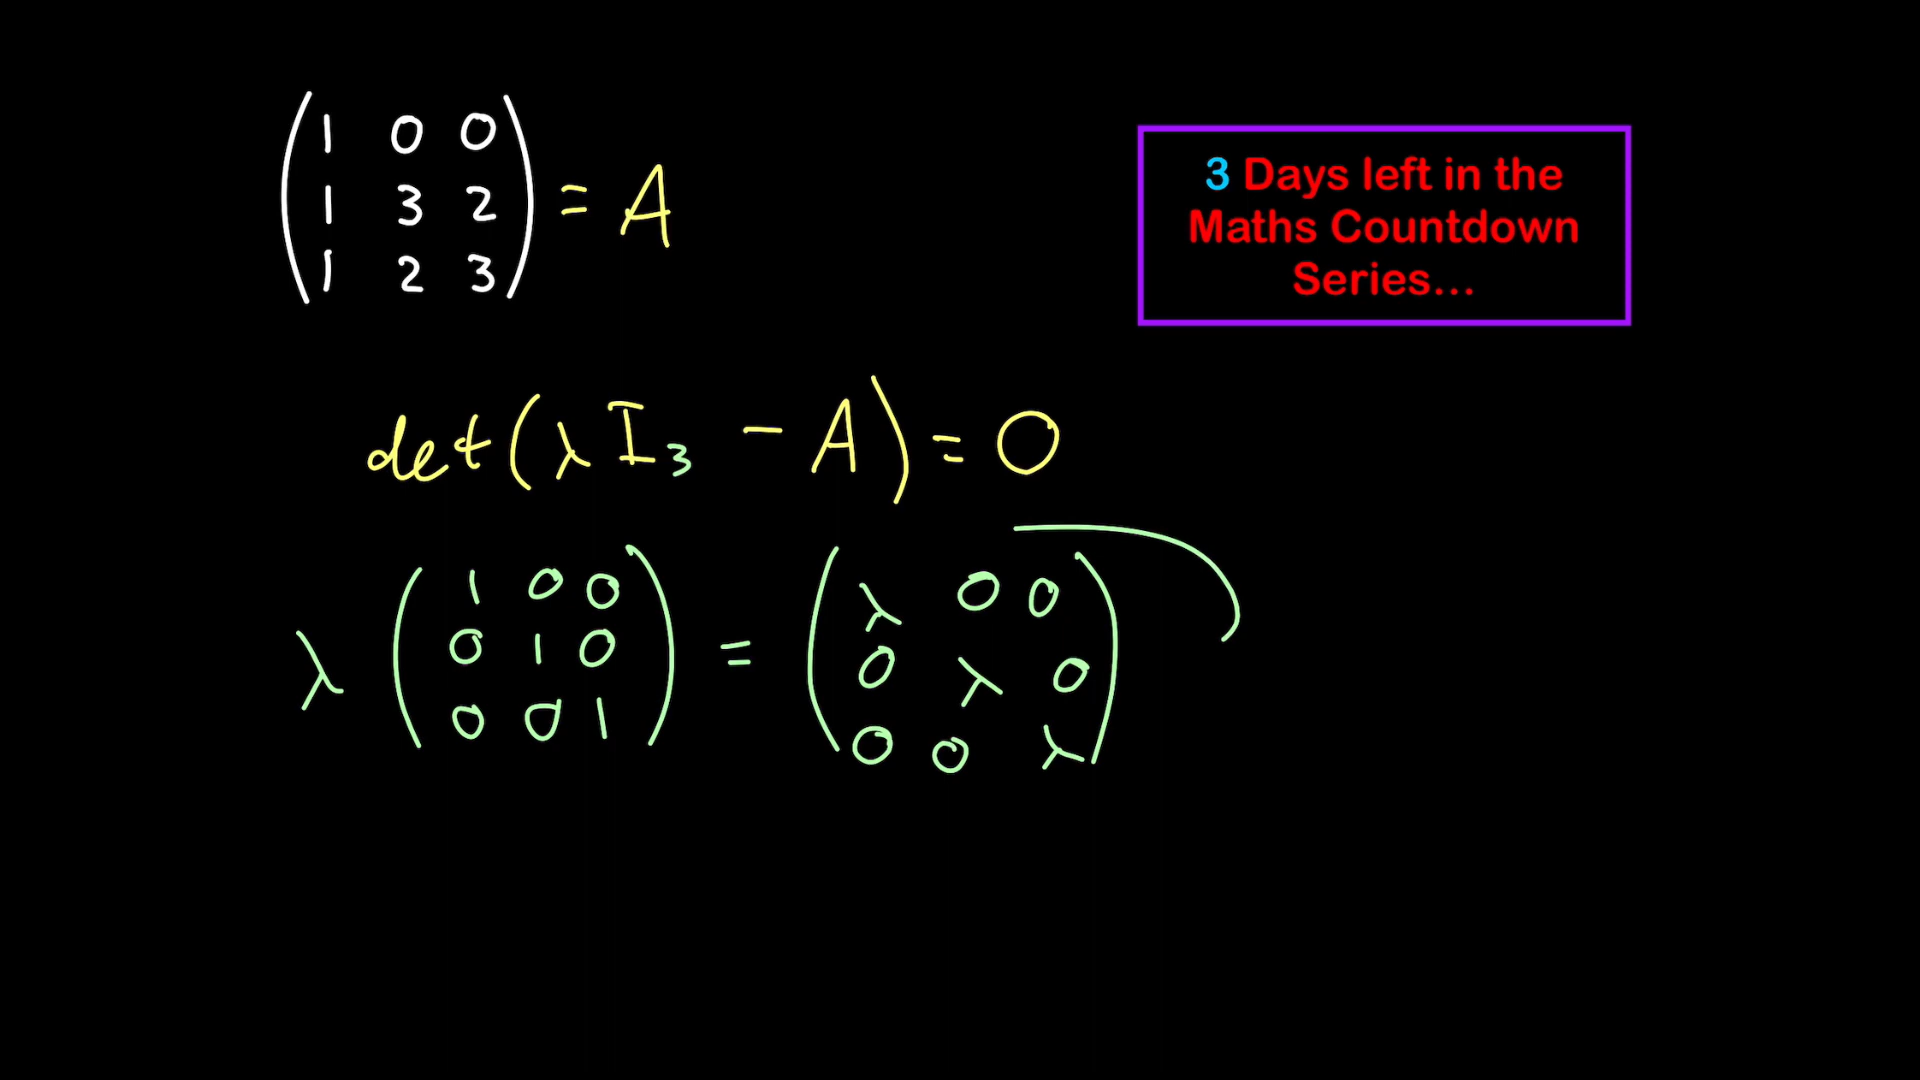 1 0 0
1 3 2 = A
1 2 3
3 Days left in the
Maths Countdown
Series...
det(λI₃ - A) = 0
λ ( 1 0 0
0 1 0
0 0 1 ) = ( λ 0 0
0 λ 0
0 0 λ )